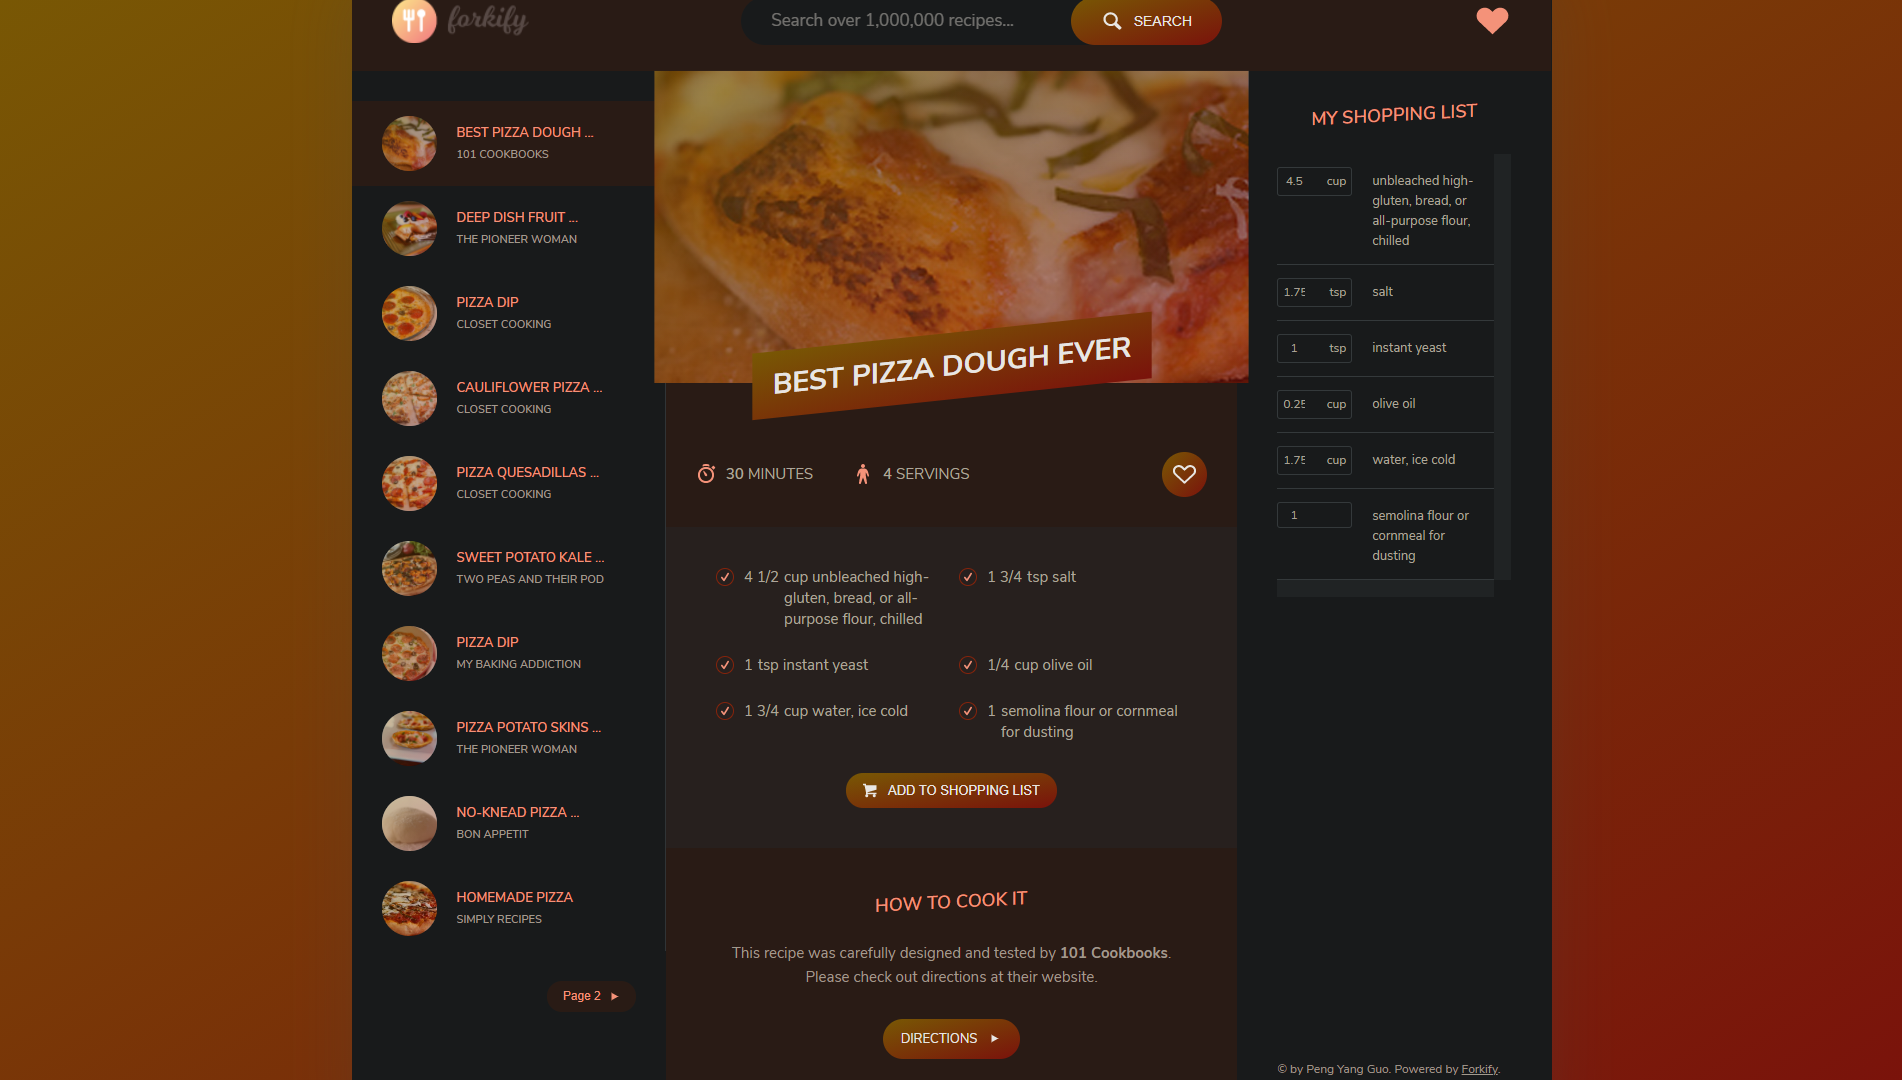 forkify
Search over 1,000,000 recipes...
SEARCH
BEST PIZZA DOUGH ...
101 COOKBOOKS
DEEP DISH FRUIT ...
THE PIONEER WOMAN
PIZZA DIP
CLOSET COOKING
CAULIFLOWER PIZZA ...
CLOSET COOKING
PIZZA QUESADILLAS ...
CLOSET COOKING
SWEET POTATO KALE ...
TWO PEAS AND THEIR POD
PIZZA DIP
MY BAKING ADDICTION
PIZZA POTATO SKINS ...
THE PIONEER WOMAN
NO-KNEAD PIZZA ...
BON APPETIT
HOMEMADE PIZZA
SIMPLY RECIPES
Page 2
BEST PIZZA DOUGH EVER
30 MINUTES
4 SERVINGS
4 1/2 cup unbleached high-
gluten, bread, or all-
purpose flour, chilled
1 3/4 tsp salt
1 tsp instant yeast
1/4 cup olive oil
1 3/4 cup water, ice cold
1 semolina flour or cornmeal
for dusting
ADD TO SHOPPING LIST
HOW TO COOK IT
This recipe was carefully designed and tested by 101 Cookbooks.
Please check out directions at their website.
DIRECTIONS
MY SHOPPING LIST
4.5 cup unbleached high-
gluten, bread, or
all-purpose flour,
chilled
1.75 tsp salt
1 tsp instant yeast
0.25 cup olive oil
1.75 cup water, ice cold
1 semolina flour or
cornmeal for
dusting
© by Peng Yang Guo. Powered by Forkify.